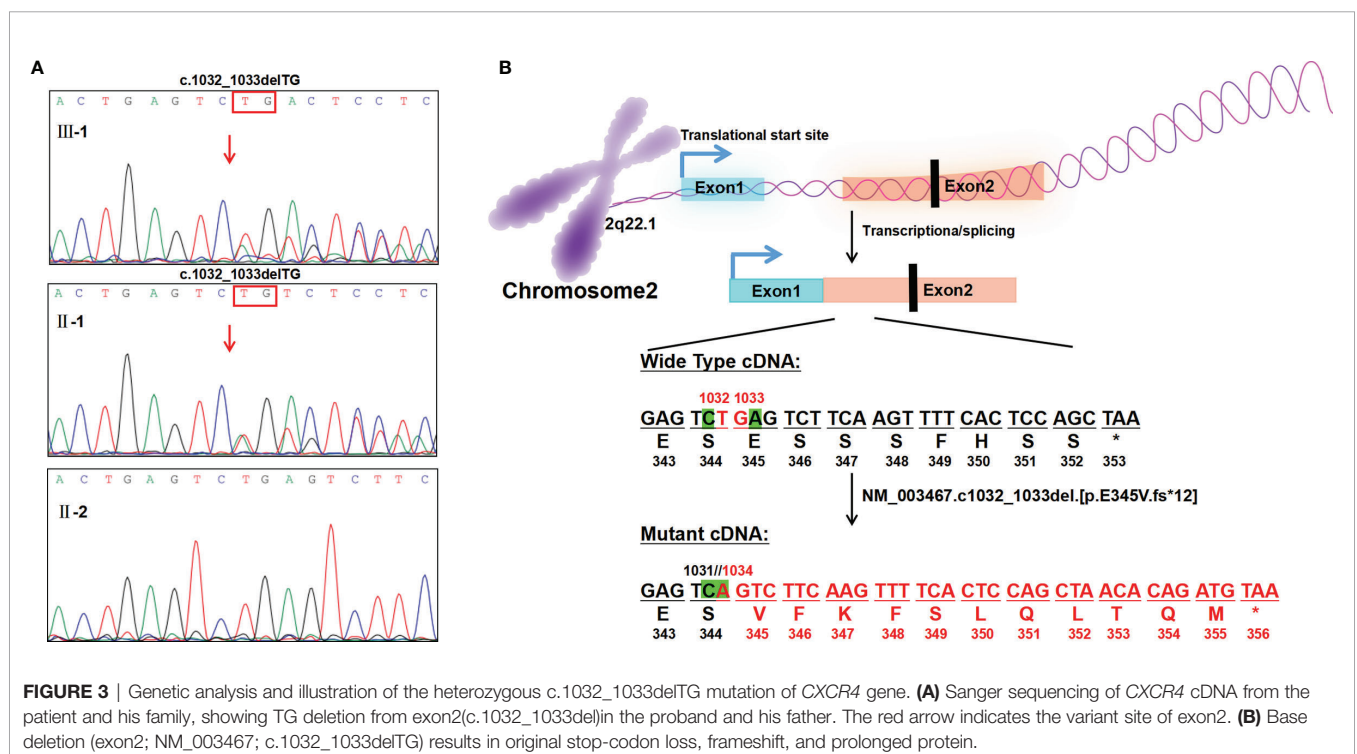 A
c.1032_1033delTG
A C T G A G T C T G A C T C C T C
III-1
c.1032_1033delTG
A C T G A G T C T G T C T C C T C
II-1
A C T G A G T C T G A G T C T T C
II-2
B
Translational start site
Exon1
Exon2
2q22.1
Transcriptiona/splicing
Chromosome2
Exon1
Exon2
Wide Type cDNA:
1032 1033
GAG TCT GAG TCT TCA AGT TTT CAC TCC AGC TAA
E S E S S S F H S S *
343 344 345 346 347 348 349 350 351 352 353
NM_003467.c1032_1033del.[p.E345V.fs*12]
Mutant cDNA:
1031//1034
GAG TCA GTC TTC AAG TTT TCA CTC CAG CTA ACA CAG ATG TAA
E S V F K F S L Q L T Q M *
343 344 345 346 347 348 349 350 351 352 353 354 355 356
FIGURE 3 | Genetic analysis and illustration of the heterozygous c.1032_1033delTG mutation of CXCR4 gene. (A) Sanger sequencing of CXCR4 cDNA from the
patient and his family, showing TG deletion from exon2(c.1032_1033del)in the proband and his father. The red arrow indicates the variant site of exon2. (B) Base
deletion (exon2; NM_003467; c.1032_1033delTG) results in original stop-codon loss, frameshift, and prolonged protein.